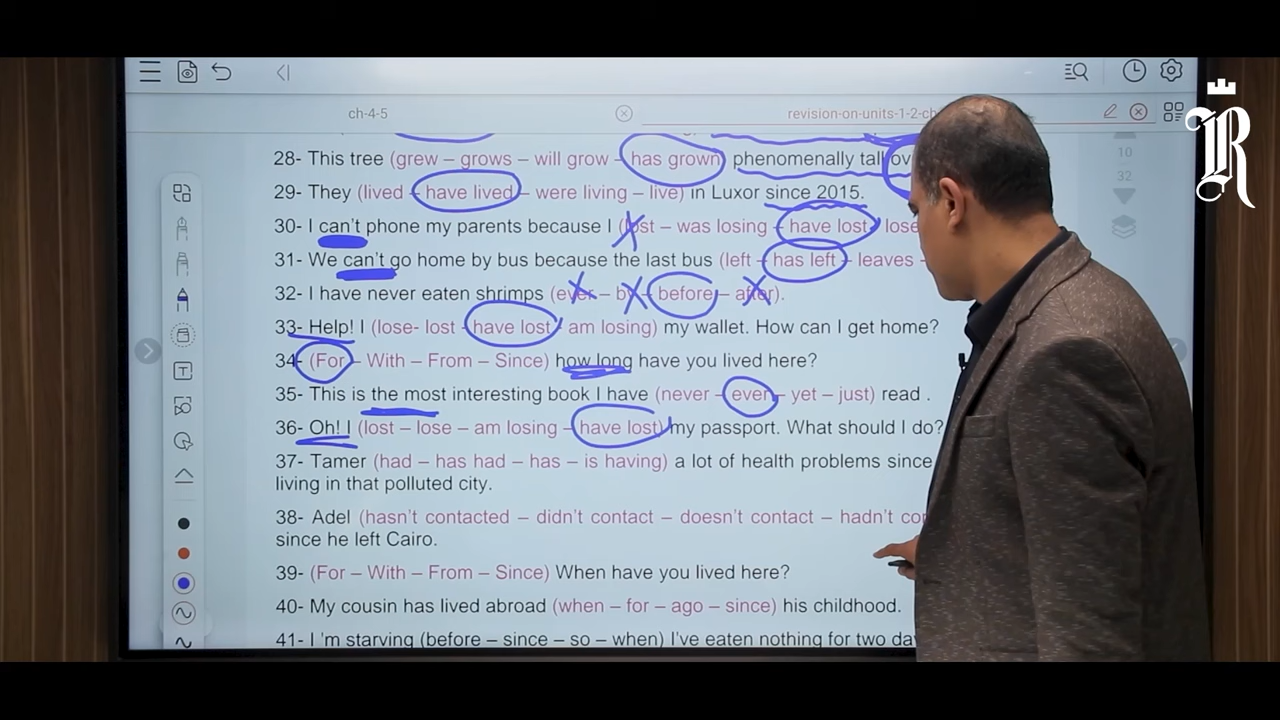 ch-4-5
revision-on-units-1-2-ch
10
32
28- This tree (grew – grows – will grow – has grown) phenomenally tall
29- They (lived – have lived – were living – live) in Luxor since 2015.
30- I can't phone my parents because I (lost – was losing – have lost – lose
31- We can't go home by bus because the last bus (left – has left – leaves –
32- I have never eaten shrimps (ever – by – before – after).
33- Help! I (lose- lost - have lost - am losing) my wallet. How can I get home?
34- (For – With – From – Since) how long have you lived here?
35- This is the most interesting book I have (never – ever – yet – just) read .
36- Oh! I (lost – lose – am losing – have lost) my passport. What should I do?
37- Tamer (had – has had – has – is having) a lot of health problems since
living in that polluted city.
38- Adel (hasn't contacted – didn't contact – doesn't contact – hadn't
since he left Cairo.
39- (For – With – From – Since) When have you lived here?
40- My cousin has lived abroad (when – for – ago – since) his childhood.
41- I 'm starving (before – since – so – when) I've eaten nothing for two